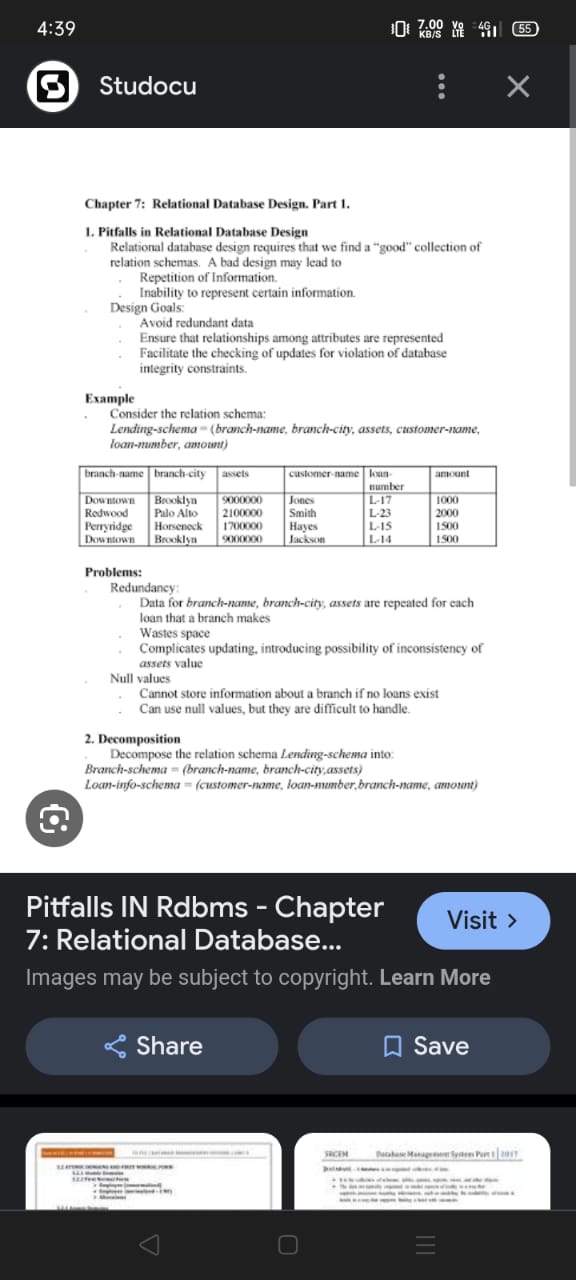 4:39
7.00 KB/S Vo LTE 4G 55
Studocu
Chapter 7: Relational Database Design. Part 1.
1. Pitfalls in Relational Database Design
Relational database design requires that we find a "good" collection of
relation schemas. A bad design may lead to
Repetition of Information.
Inability to represent certain information.
Design Goals:
Avoid redundant data
Ensure that relationships among attributes are represented
Facilitate the checking of updates for violation of database
integrity constraints.
Example
Consider the relation schema:
Lending-schema = (branch-name, branch-city, assets, customer-name,
loan-number, amount)
branch-name branch-city assets customer-name loan-number amount
Downtown Brooklyn 9000000 Jones L-17 1000
Redwood Palo Alto 2100000 Smith L-23 2000
Perryridge Horseneck 1700000 Hayes L-15 1500
Downtown Brooklyn 9000000 Jackson L-14 1500
Problems:
Redundancy:
Data for branch-name, branch-city, assets are repeated for each
loan that a branch makes
Wastes space
Complicates updating, introducing possibility of inconsistency of
assets value
Null values
Cannot store information about a branch if no loans exist
Can use null values, but they are difficult to handle.
2. Decomposition
Decompose the relation schema Lending-schema into:
Branch-schema = (branch-name, branch-city,assets)
Loan-info-schema = (customer-name, loan-number,branch-name, amount)
Pitfalls IN Rdbms - Chapter
7: Relational Database...
Visit >
Images may be subject to copyright. Learn More
Share
Save
SRCEM Database Management System Part 1 2017